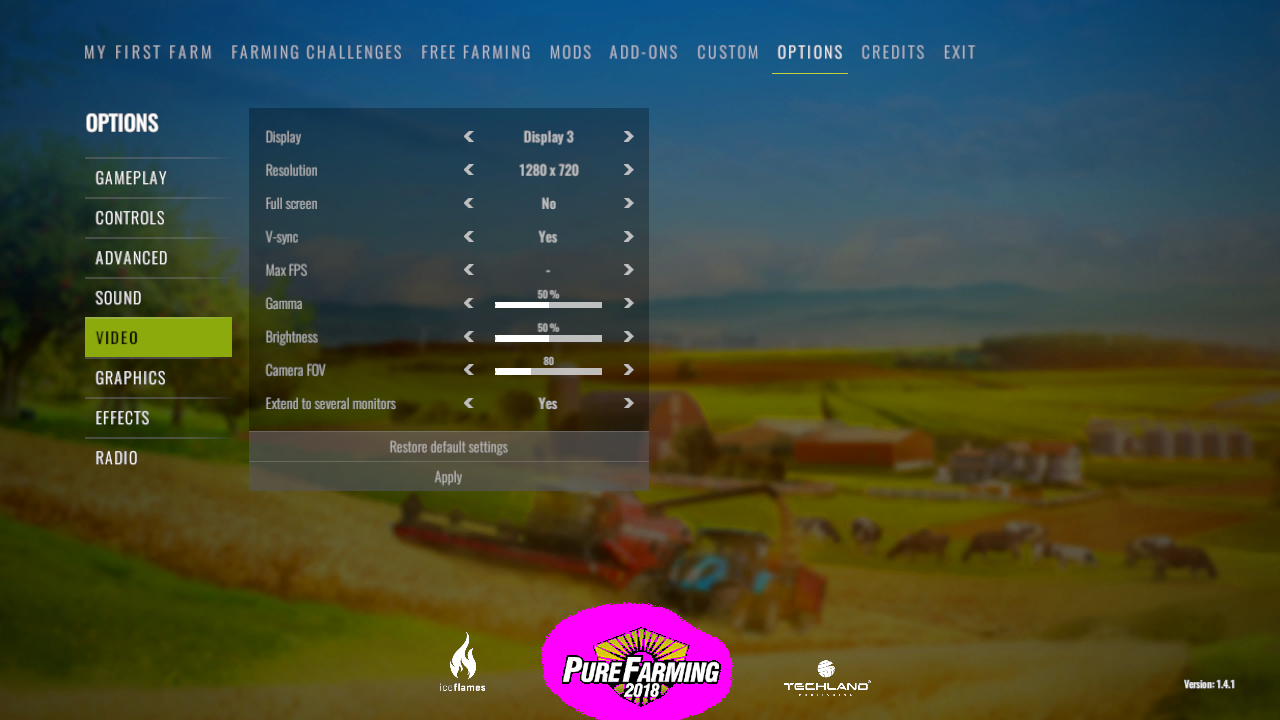 MY FIRST FARM FARMING CHALLENGES FREE FARMING MODS ADD-ONS CUSTOM OPTIONS CREDITS EXIT
OPTIONS
GAMEPLAY
CONTROLS
ADVANCED
SOUND
VIDEO
GRAPHICS
EFFECTS
RADIO
Display Display 3
Resolution 1280 x 720
Full screen No
V-sync Yes
Max FPS -
Gamma 50 %
Brightness 50 %
Camera FOV 80
Extend to several monitors Yes
Restore default settings
Apply
iceflames
PURE FARMING
2018
TECHLAND
PUBLISHING
Version: 1.4.1